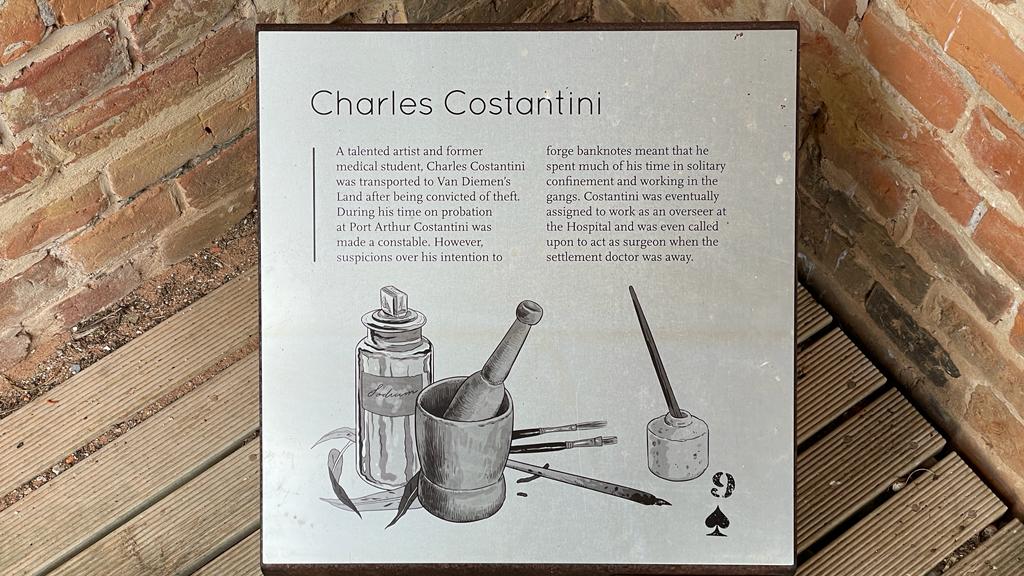 Charles Costantini
A talented artist and former
medical student, Charles Costantini
was transported to Van Diemen's
Land after being convicted of theft.
During his time on probation
at Port Arthur Costantini was
made a constable. However,
suspicions over his intention to
forge banknotes meant that he
spent much of his time in solitary
confinement and working in the
gangs. Costantini was eventually
assigned to work as an overseer at
the Hospital and was even called
upon to act as surgeon when the
settlement doctor was away.
Sodium
9